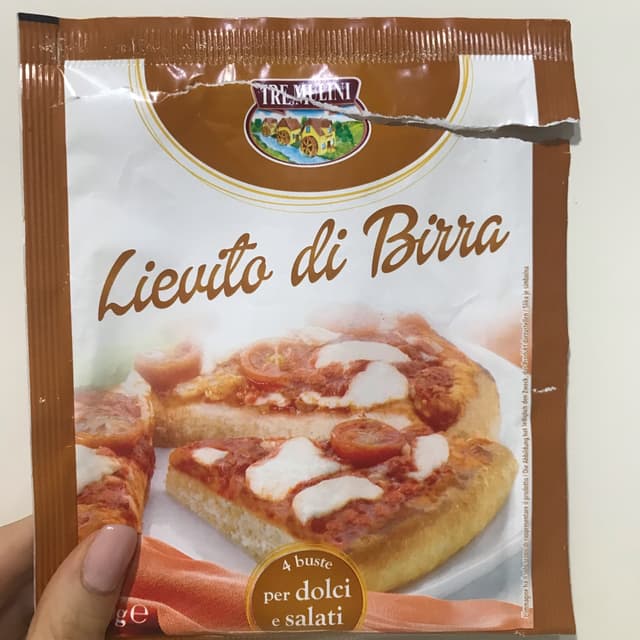 TRE MULINI
Lievito di Birra
4 buste
per dolci
e salati
g e